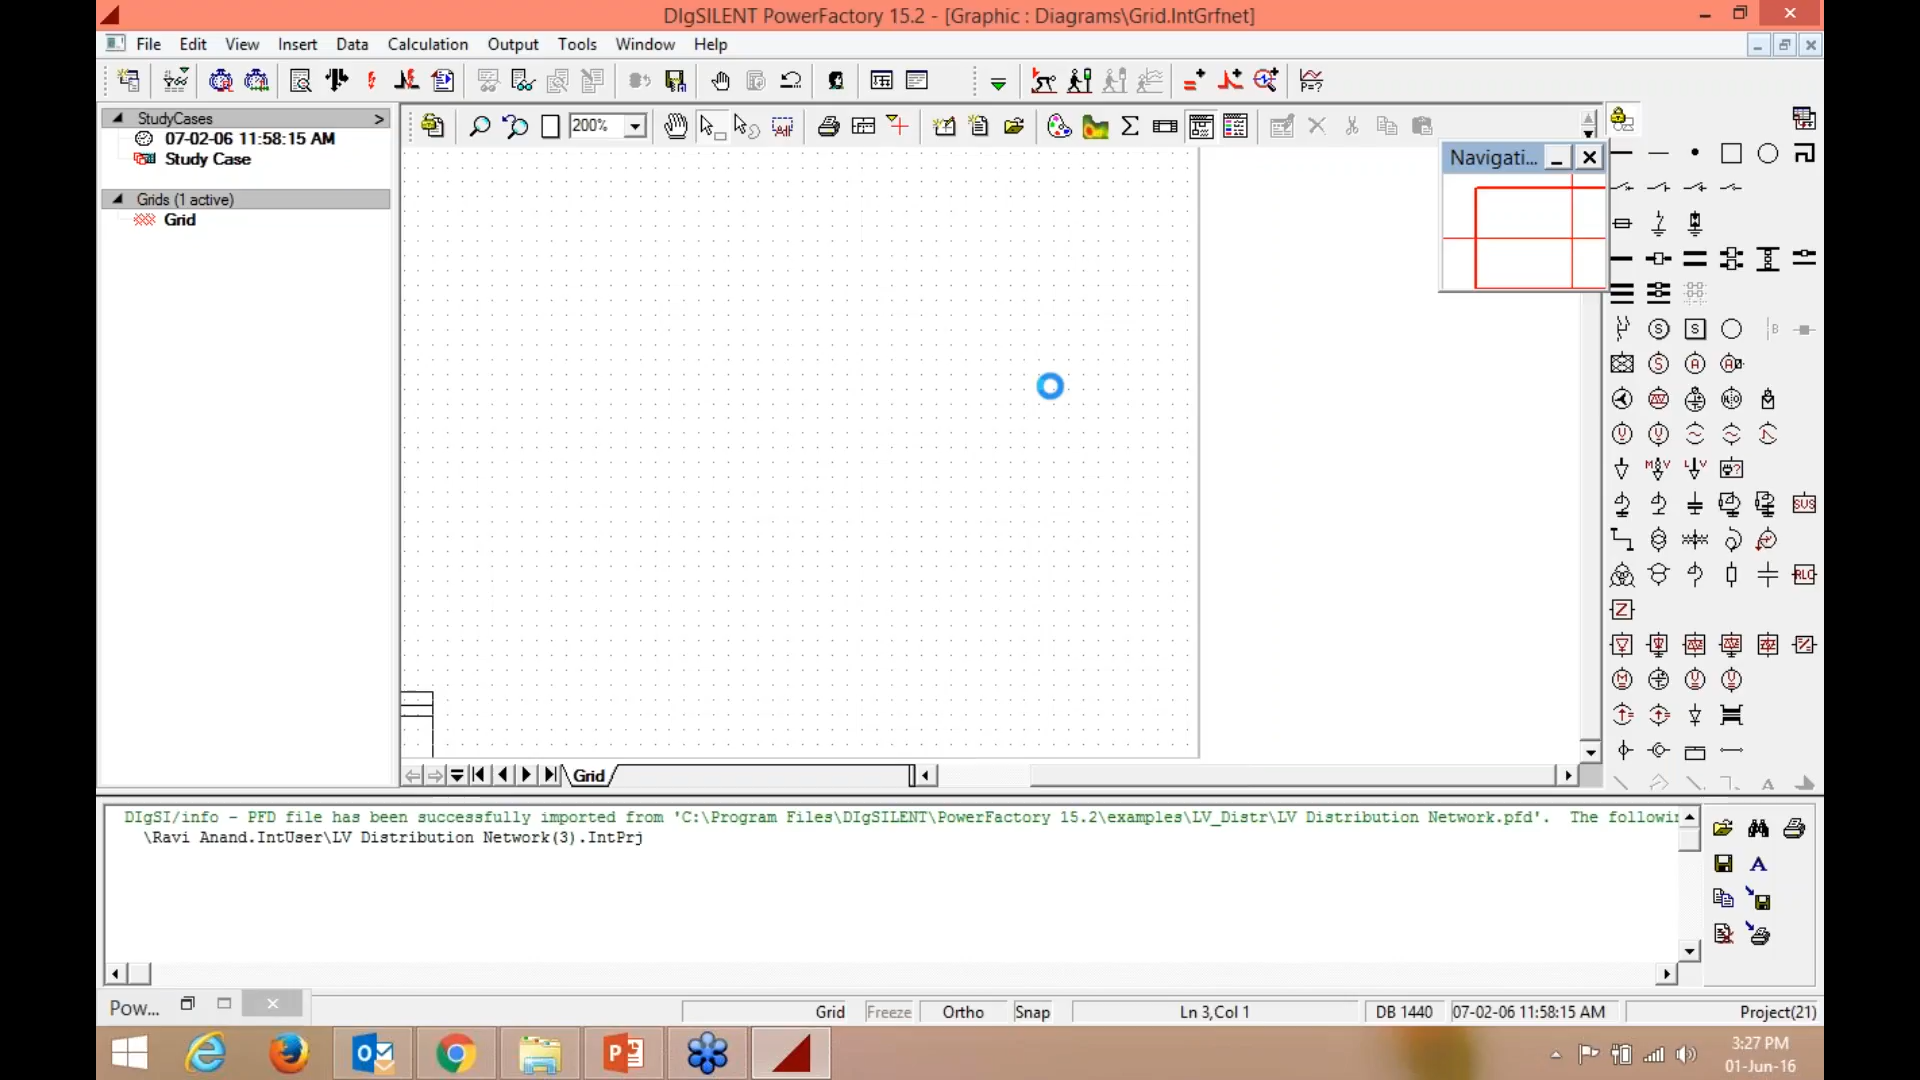 DIgSILENT PowerFactory 15.2 - [Graphic : Diagrams\Grid.IntGrfnet]
File Edit View Insert Data Calculation Output Tools Window Help
StudyCases
07-02-06 11:58:15 AM
Study Case
Grids (1 active)
Grid
200%
Navigati...
Grid
DIgSI/info - PFD file has been successfully imported from 'C:\Program Files\DIgSILENT\PowerFactory 15.2\examples\LV_Distr\LV Distribution Network.pfd'. The followin
\Ravi Anand.IntUser\LV Distribution Network(3).IntPrj
Pow...
Grid Freeze Ortho Snap Ln 3,Col 1 DB 1440 07-02-06 11:58:15 AM Project(21)
3:27 PM
01-Jun-16